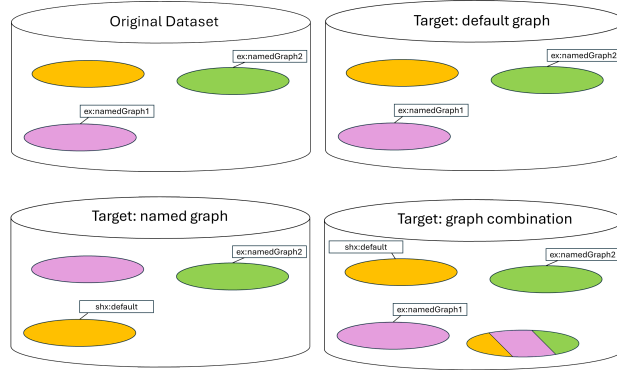 Original Dataset
ex:namedGraph2
ex:namedGraph1
Target: default graph
ex:namedGraph2
ex:namedGraph1
Target: named graph
ex:namedGraph2
shx:default
Target: graph combination
shx:default
ex:namedGraph2
ex:namedGraph1